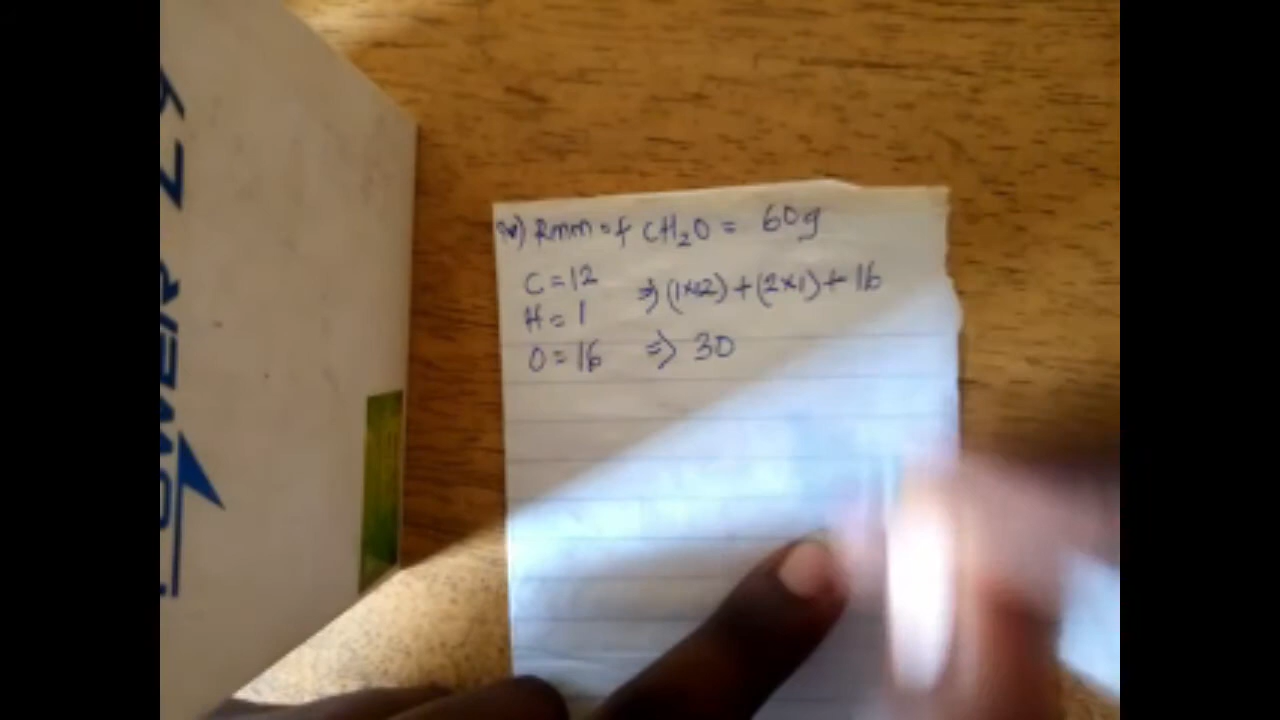 Rmm of CH₂O = 60g
C = 12 ⇒ (1×12) + (2×1) + 16
H = 1
O = 16 ⇒ 30